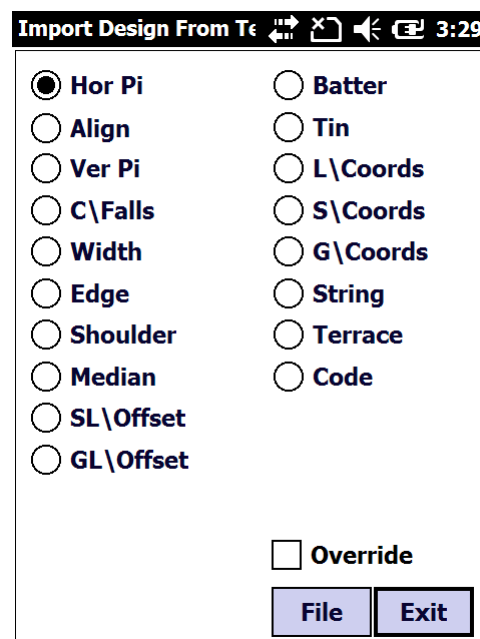 Import Design From Te 3:29
Hor Pi
Align
Ver Pi
C\Falls
Width
Edge
Shoulder
Median
SL\Offset
GL\Offset
Batter
Tin
L\Coords
S\Coords
G\Coords
String
Terrace
Code
Override
File Exit